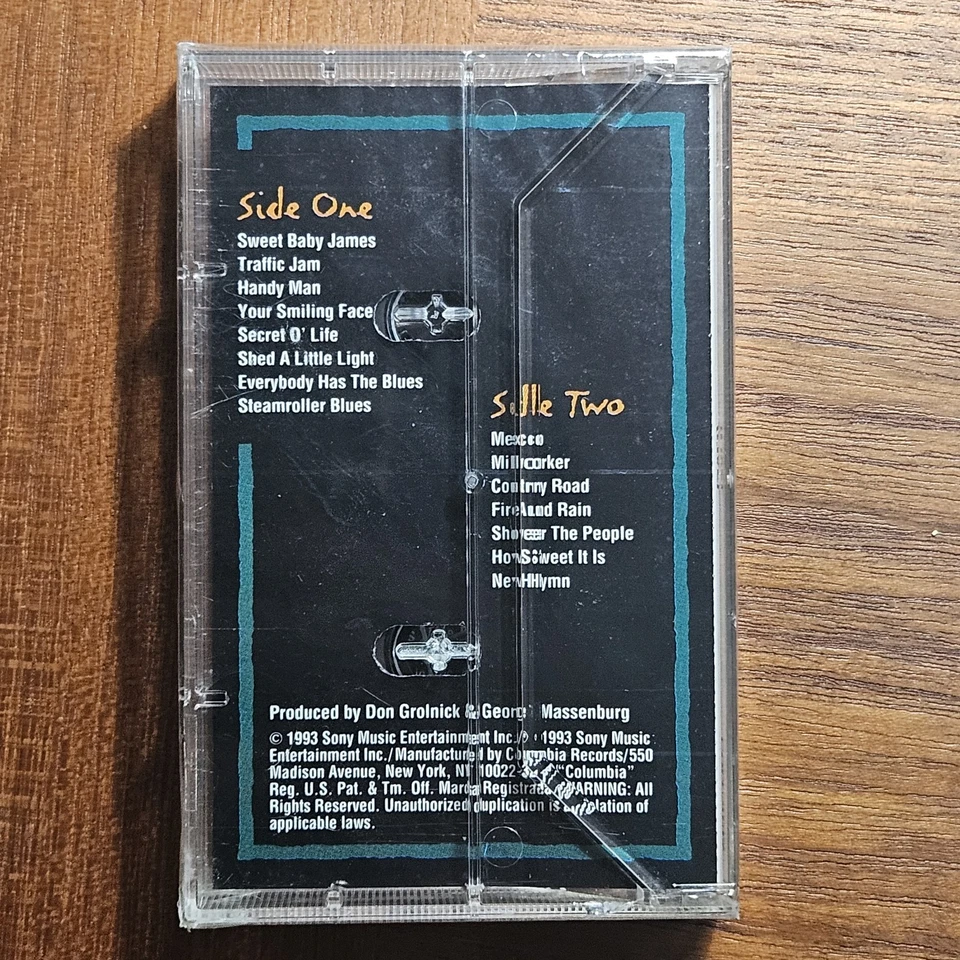 Side One
Sweet Baby James
Traffic Jam
Handy Man
Your Smiling Face
Secret O' Life
Shed A Little Light
Everybody Has The Blues
Steamroller Blues
Side Two
Mexico
Millworker
Country Road
Fire And Rain
Shower The People
How Sweet It Is
New Hymn
Produced by Don Grolnick & George Massenburg
© 1993 Sony Music Entertainment Inc./℗ 1993 Sony Music
Entertainment Inc./Manufactured by Columbia Records/550
Madison Avenue, New York, NY 10022- "Columbia"
Reg. U.S. Pat. & Tm. Off. Marca Registrada. WARNING: All
Rights Reserved. Unauthorized duplication is a violation of
applicable laws.